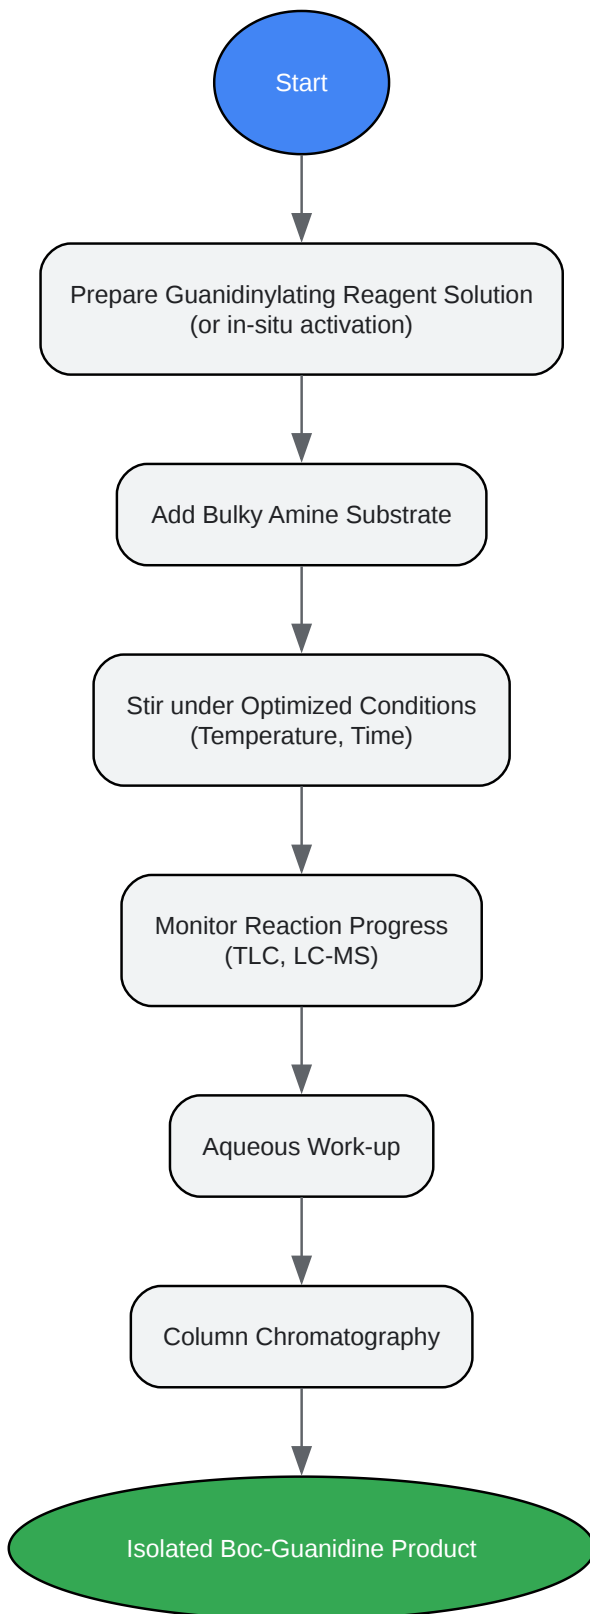 Start
Prepare Guanidinylating Reagent Solution
(or in-situ activation)
Add Bulky Amine Substrate
Stir under Optimized Conditions
(Temperature, Time)
Monitor Reaction Progress
(TLC, LC-MS)
Aqueous Work-up
Column Chromatography
Isolated Boc-Guanidine Product